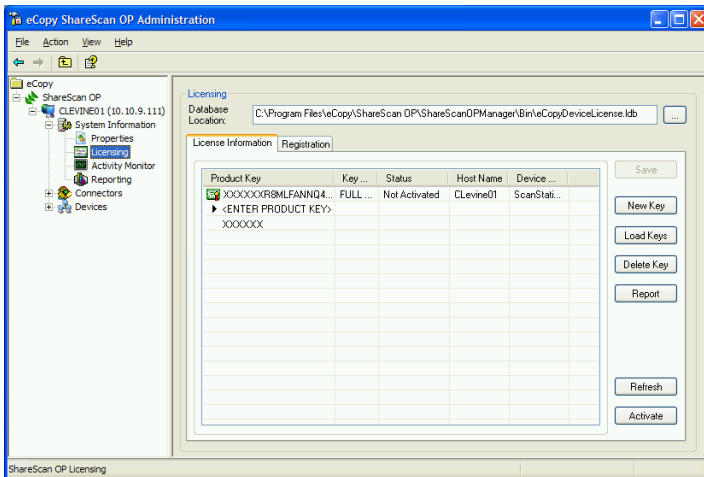 eCopy ShareScan OP Administration
File Action View Help
eCopy
ShareScan OP
CLEVINE01 (10.10.9.111)
System Information
Properties
Licensing
Activity Monitor
Reporting
Connectors
Devices
Licensing
Database Location: C:\Program Files\eCopy\ShareScan OP\ShareScanOPManager\Bin\eCopyDeviceLicense.ldb ...
License Information Registration
Product Key Key ... Status Host Name Device ...
XXXXXXR8MLFANNQ4... FULL ... Not Activated CLevine01 ScanStati...
<ENTER PRODUCT KEY>
XXXXXX
Save
New Key
Load Keys
Delete Key
Report
Refresh
Activate
ShareScan OP Licensing